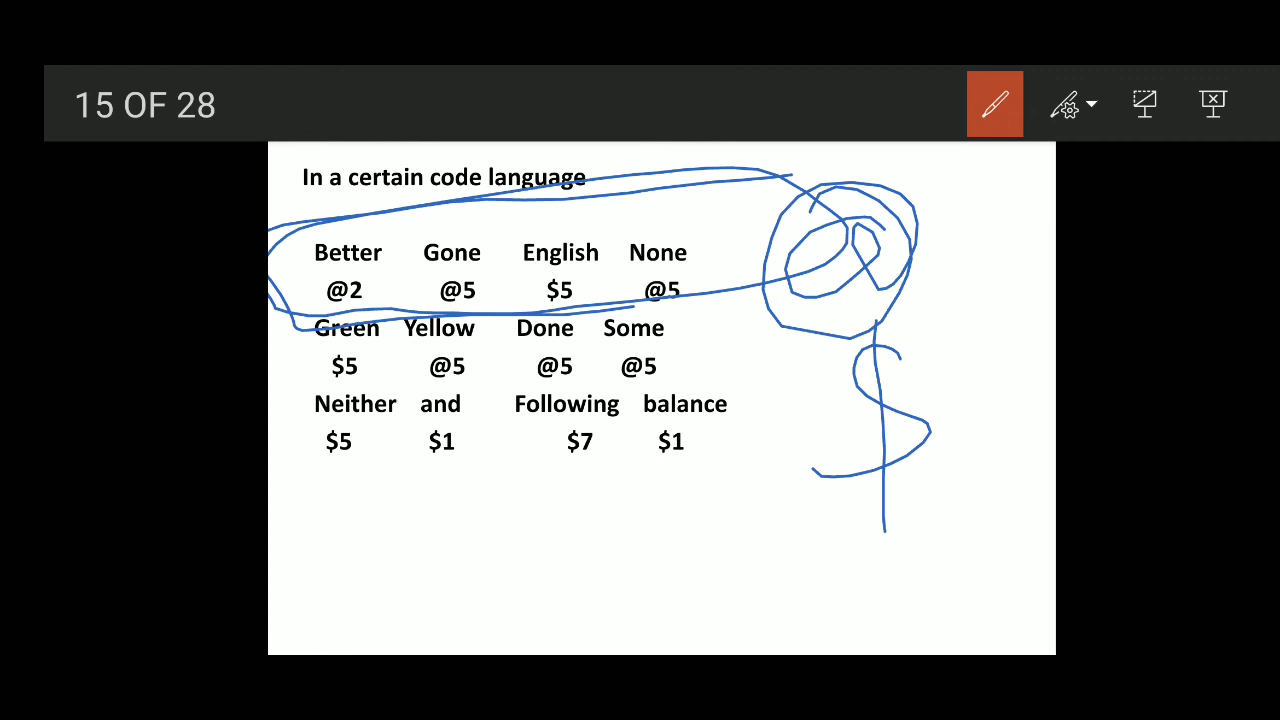 15 OF 28
In a certain code language
Better Gone English None
@2 @5 $5 @5
Green Yellow Done Some
$5 @5 @5 @5
Neither and Following balance
$5 $1 $7 $1
@
$